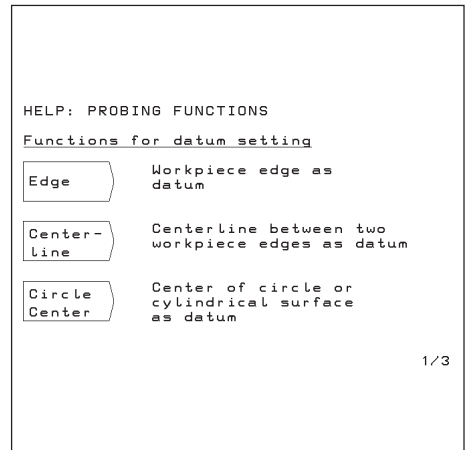 HELP: PROBING FUNCTIONS
Functions for datum setting
Edge
Workpiece edge as
datum
Center-
line
Centerline between two
workpiece edges as datum
Circle
Center
Center of circle or
cylindrical surface
as datum
1/3